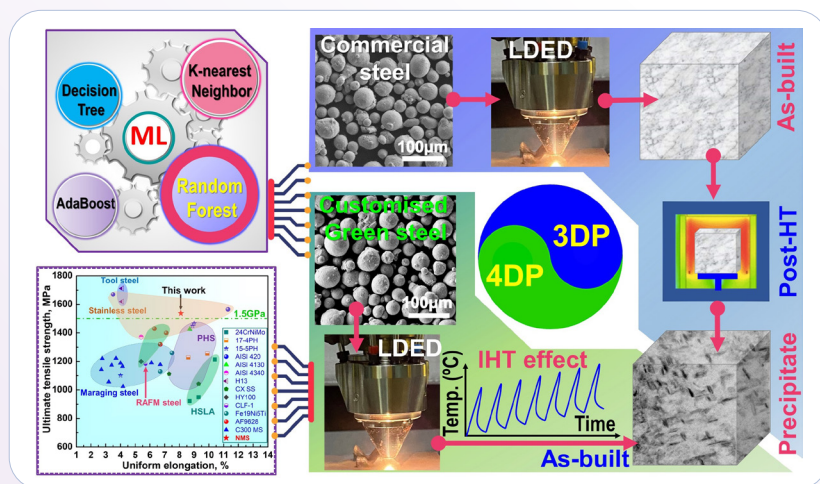 K-nearest
Neighbor
Decision
Tree
ML
AdaBoost
Random
Forest
Commercial
steel
100μm
LDED
As-built
Post-HT
Precipitate
Customised
Green steel
100μm
3DP
4DP
LDED
IHT effect
Temp. (°C)
Time
As-built
Ultimate tensile strength, MPa
1800
1600
1400
1200
1000
800
600
Tool steel
This work
Stainless steel
1.5GPa
PHS
Maraging steel
RAFM steel
HSLA
24CrNiMo
17-4PH
15-5PH
AISI 420
AISI 4130
AISI 4340
H13
CX SS
HY100
CLF-1
Fe19Ni5Ti
AF9628
C300 MS
NMS
0 1 2 3 4 5 6 7 8 9 10 11 12 13 14
Uniform elongation, %